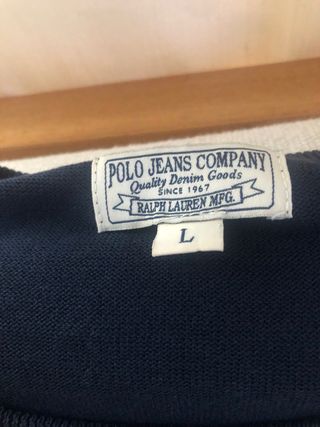 POLO JEANS COMPANY
Quality Denim Goods
SINCE 1967
RALPH LAUREN MFG.
L